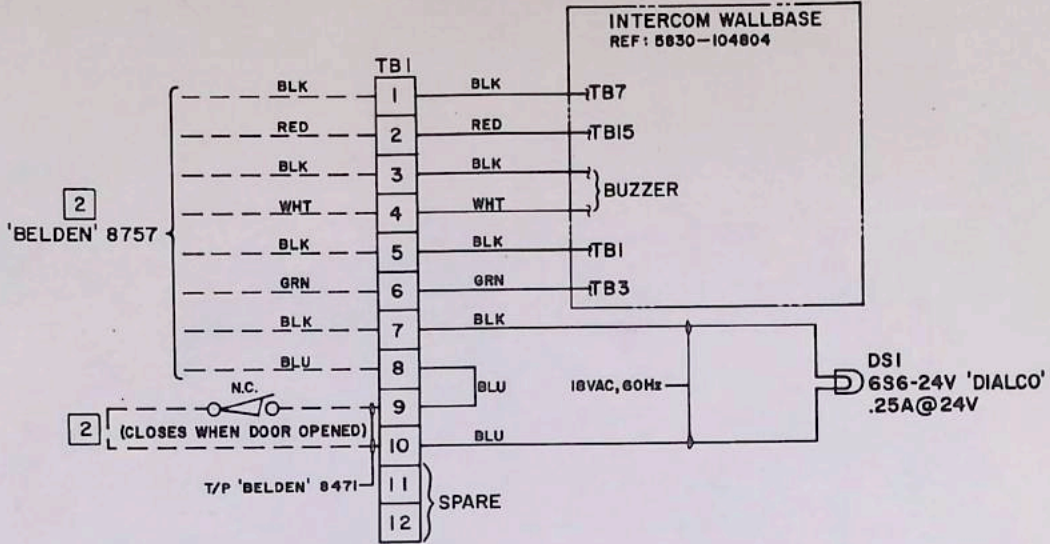 INTERCOM WALLBASE
REF: 5830-104804
TB1
BLK 1 BLK TB7
RED 2 RED TB15
BLK 3 BLK
WHT 4 WHT
BUZZER
2
'BELDEN' 8757
BLK 5 BLK TB1
GRN 6 GRN TB3
BLK 7 BLK
BLU 8
BLU
18VAC, 60Hz
DS1
6S6-24V 'DIALCO'
.25A@24V
N.C. 9
2
(CLOSES WHEN DOOR OPENED)
10 BLU
T/P 'BELDEN' 8471
11
12
SPARE